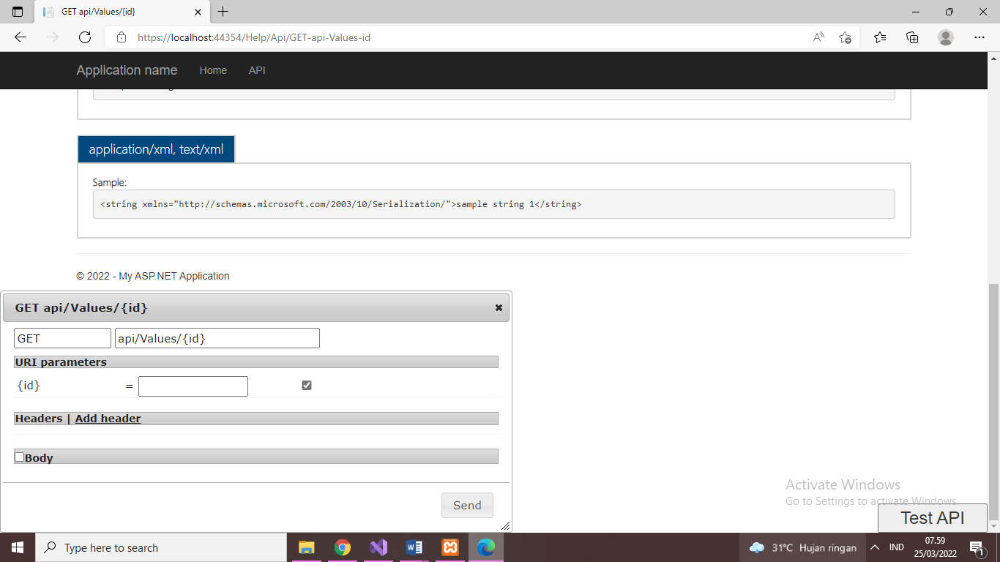 GET api/Values/{id}
https://localhost:44354/Help/Api/GET-api-Values-id
Application name Home API
application/xml, text/xml
Sample:
<string xmlns="http://schemas.microsoft.com/2003/10/Serialization/">sample string 1</string>
© 2022 - My ASP.NET Application
GET api/Values/{id}
GET api/Values/{id}
URI parameters
{id} =
Headers | Add header
Body
Send
Activate Windows
Go to Settings to activate Windows.
Test API
Type here to search
31°C Hujan ringan
IND
07.59
25/03/2022
1